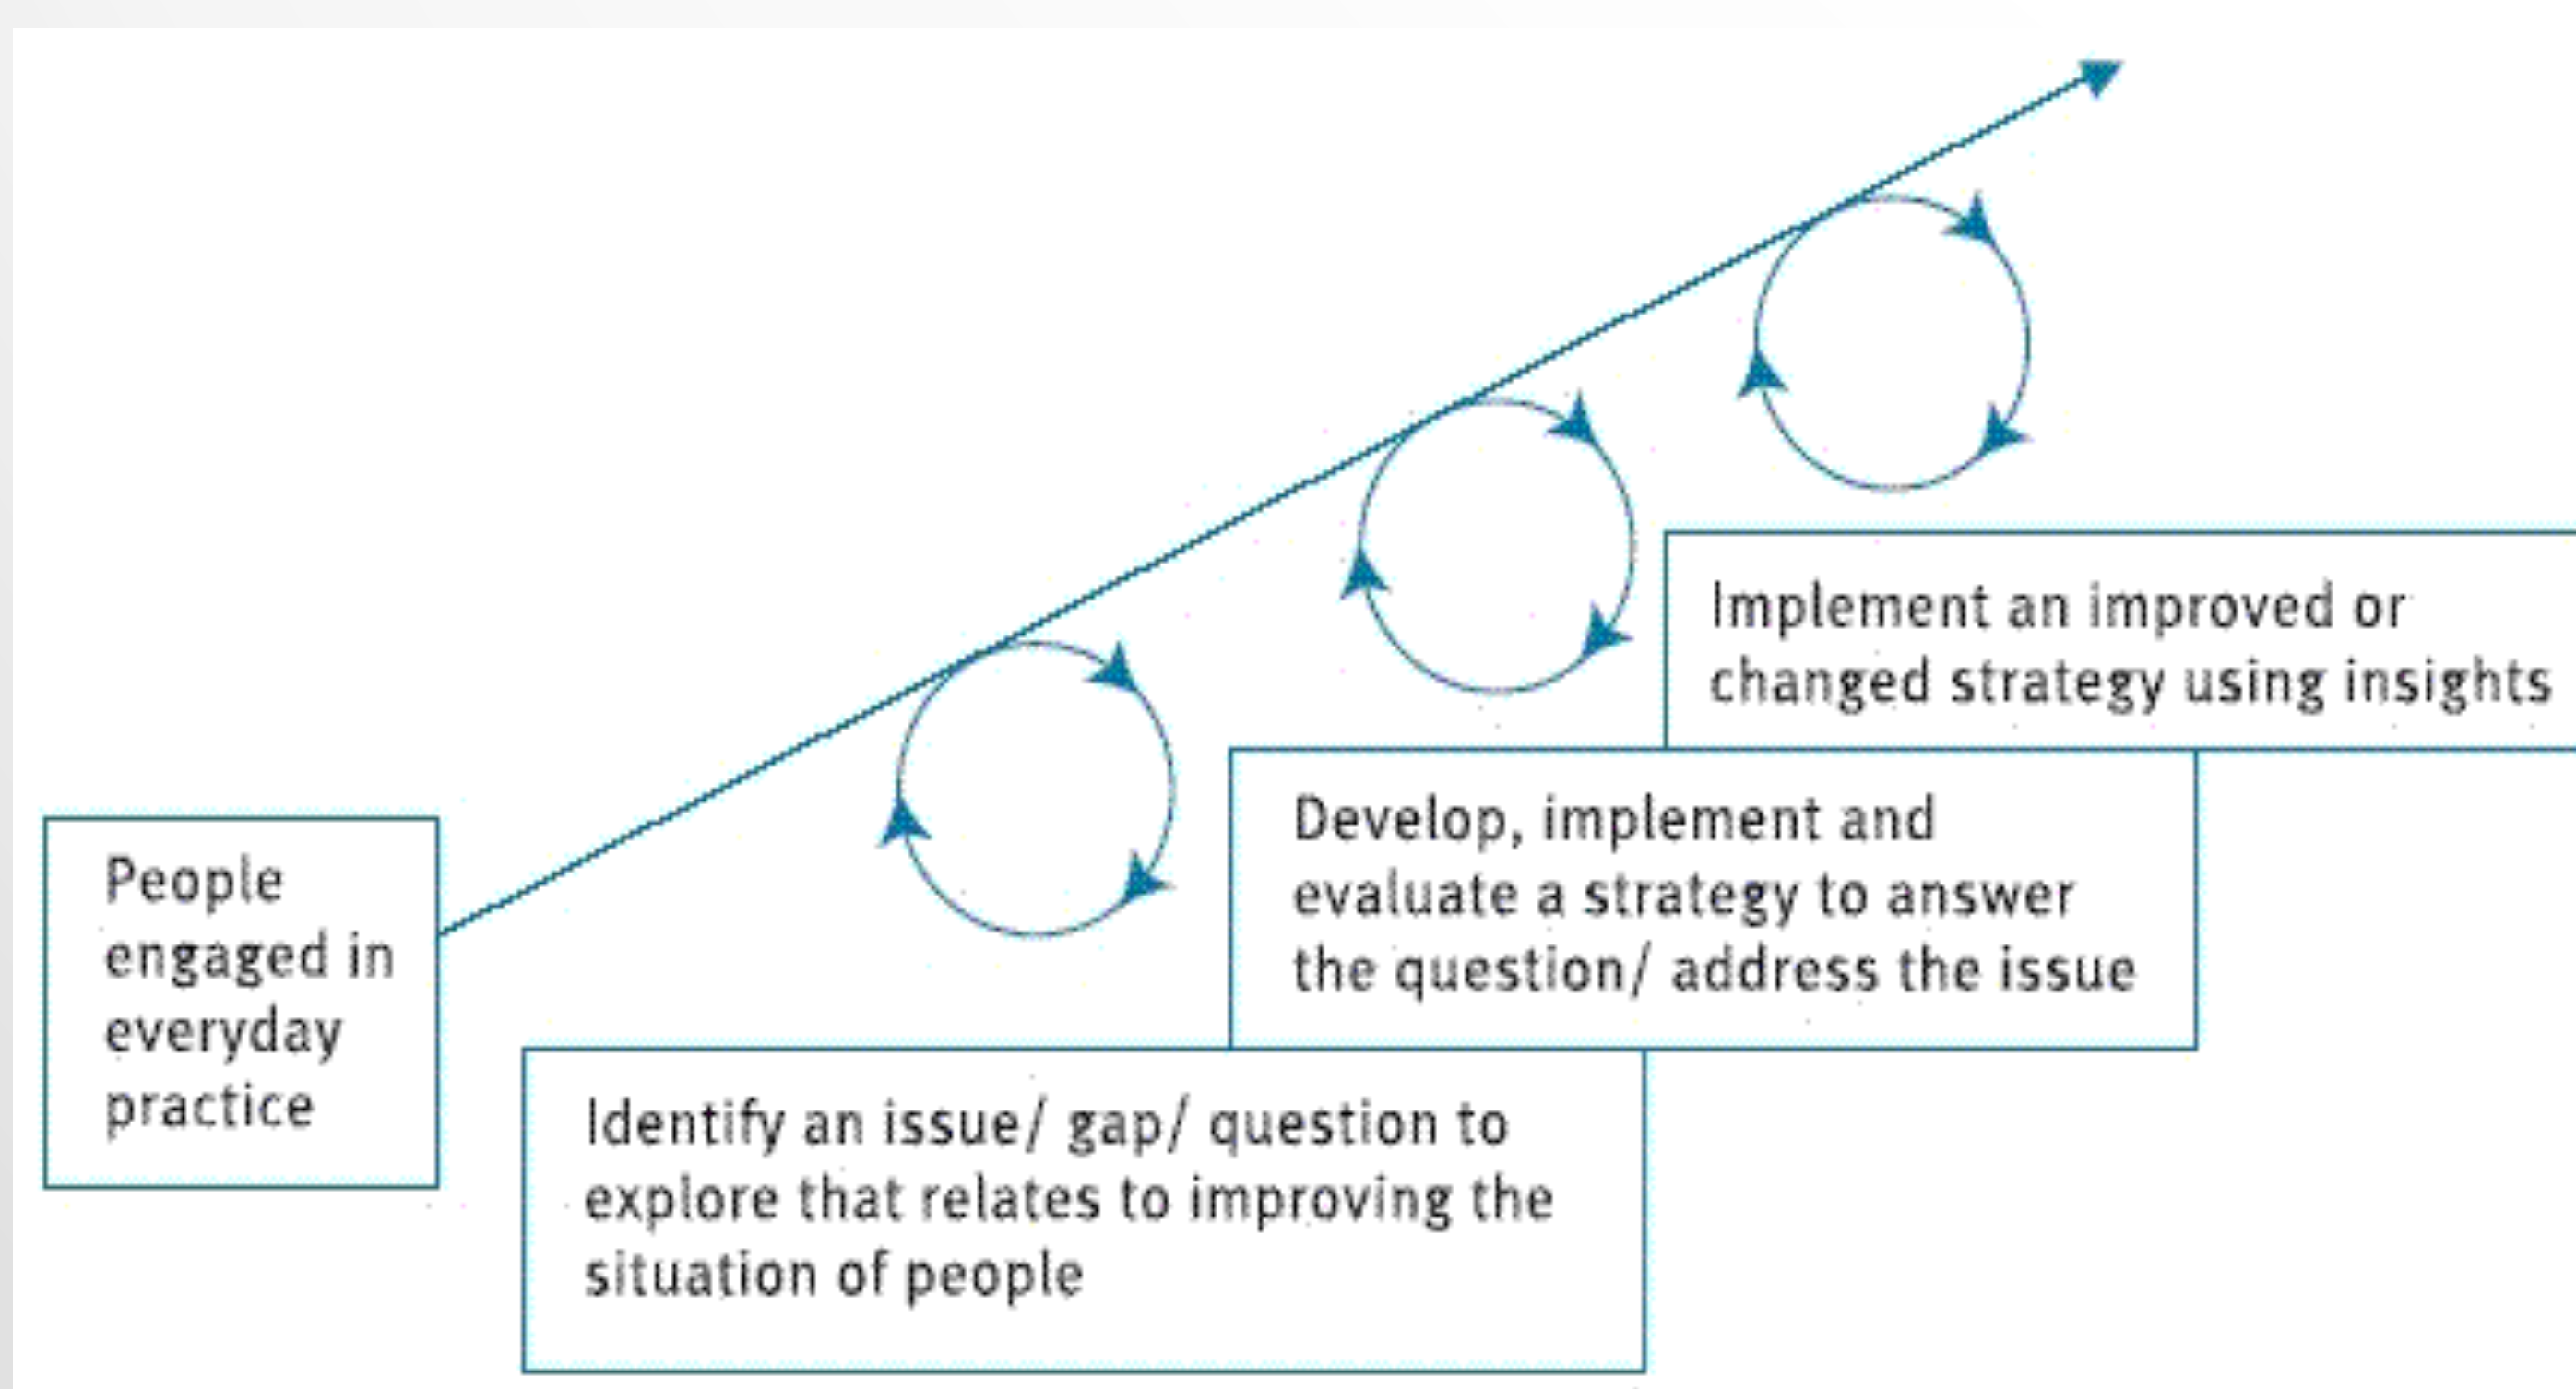 People
engaged in
everyday
practice
Identify an issue/ gap/ question to
explore that relates to improving the
situation of people
Develop, implement and
evaluate a strategy to answer
the question/ address the issue
Implement an improved or
changed strategy using insights